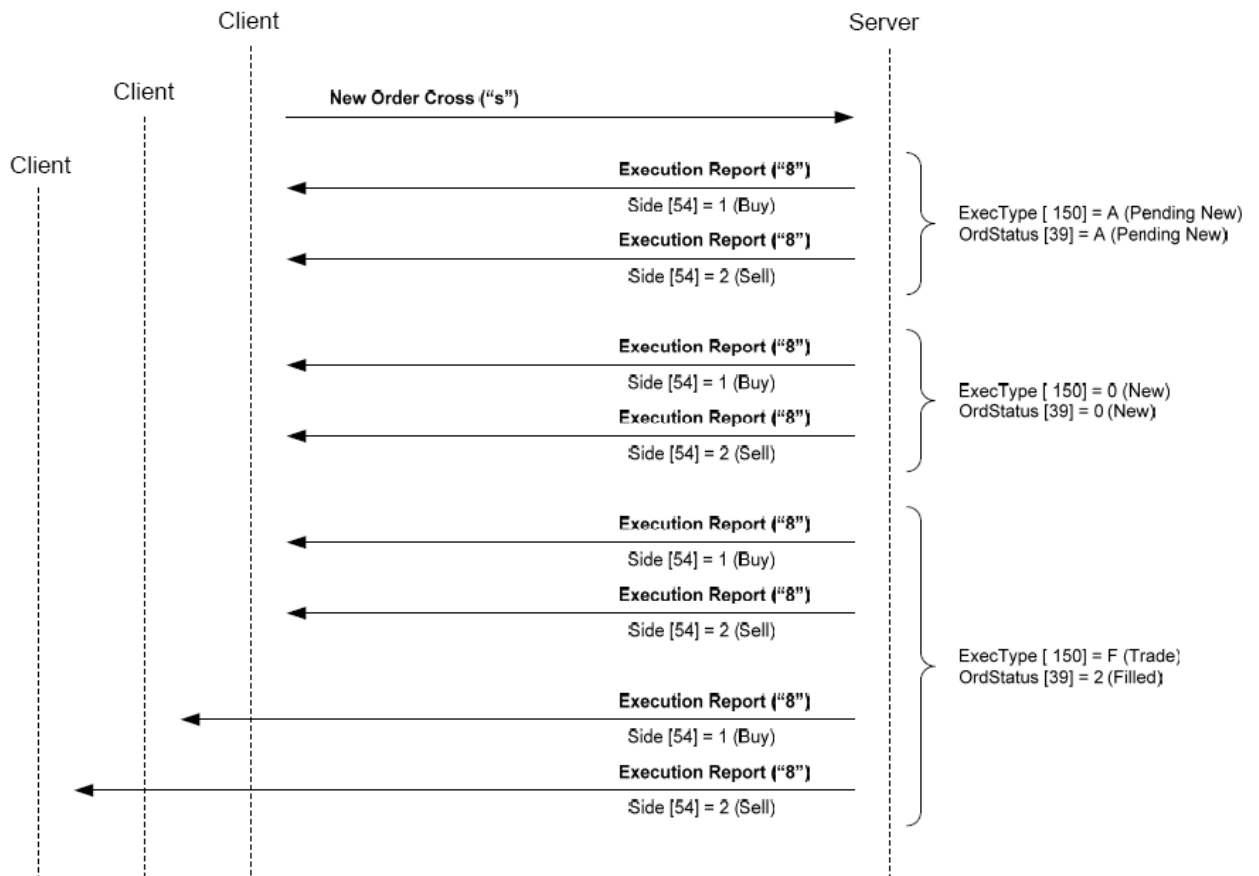 Client
Server
Client
New Order Cross (“s”)
Client
Execution Report (“8”)
Side [54] = 1 (Buy)
Execution Report (“8”)
Side [54] = 2 (Sell)
ExecType [ 150] = A (Pending New)
OrdStatus [39] = A (Pending New)
Execution Report (“8”)
Side [54] = 1 (Buy)
Execution Report (“8”)
Side [54] = 2 (Sell)
ExecType [ 150] = 0 (New)
OrdStatus [39] = 0 (New)
Execution Report (“8”)
Side [54] = 1 (Buy)
Execution Report (“8”)
Side [54] = 2 (Sell)
ExecType [ 150] = F (Trade)
OrdStatus [39] = 2 (Filled)
Execution Report (“8”)
Side [54] = 1 (Buy)
Execution Report (“8”)
Side [54] = 2 (Sell)